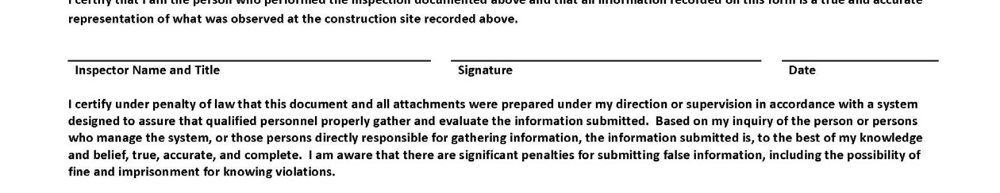 I certify that I am the person who performed the inspection documented above and that all information recorded on this form is a true and accurate
representation of what was observed at the construction site recorded above.
Inspector Name and Title Signature Date
I certify under penalty of law that this document and all attachments were prepared under my direction or supervision in accordance with a system
designed to assure that qualified personnel properly gather and evaluate the information submitted.  Based on my inquiry of the person or persons
who manage the system, or those persons directly responsible for gathering information, the information submitted is, to the best of my knowledge
and belief, true, accurate, and complete.  I am aware that there are significant penalties for submitting false information, including the possibility of
fine and imprisonment for knowing violations.